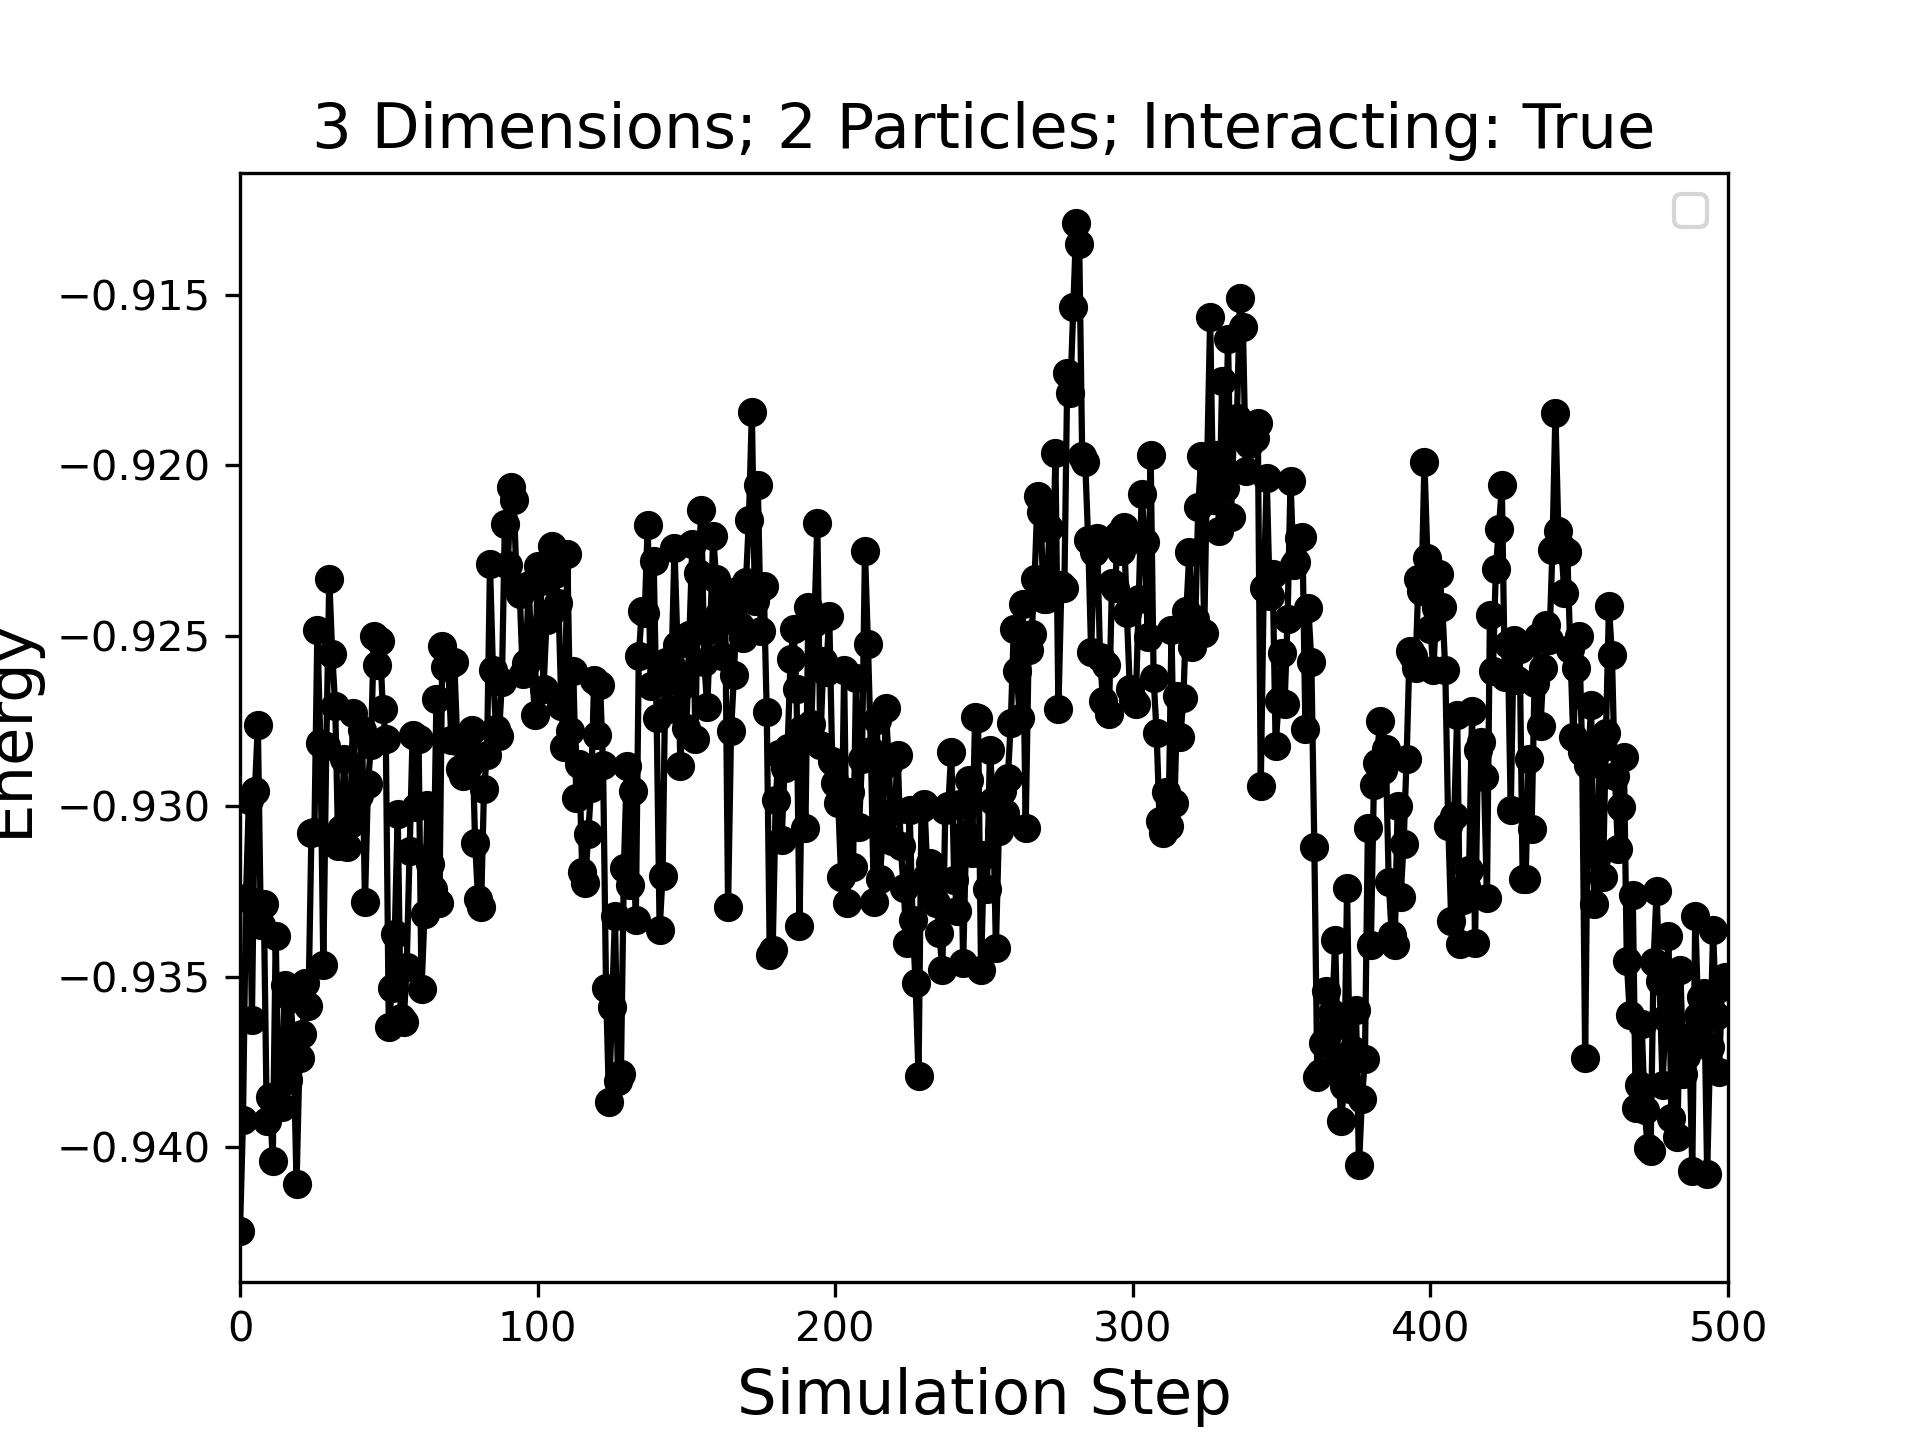 3 Dimensions; 2 Particles; Interacting: True
−0.915
−0.920
−0.925
−0.930
−0.935
−0.940
Energy
0 100 200 300 400 500
Simulation Step